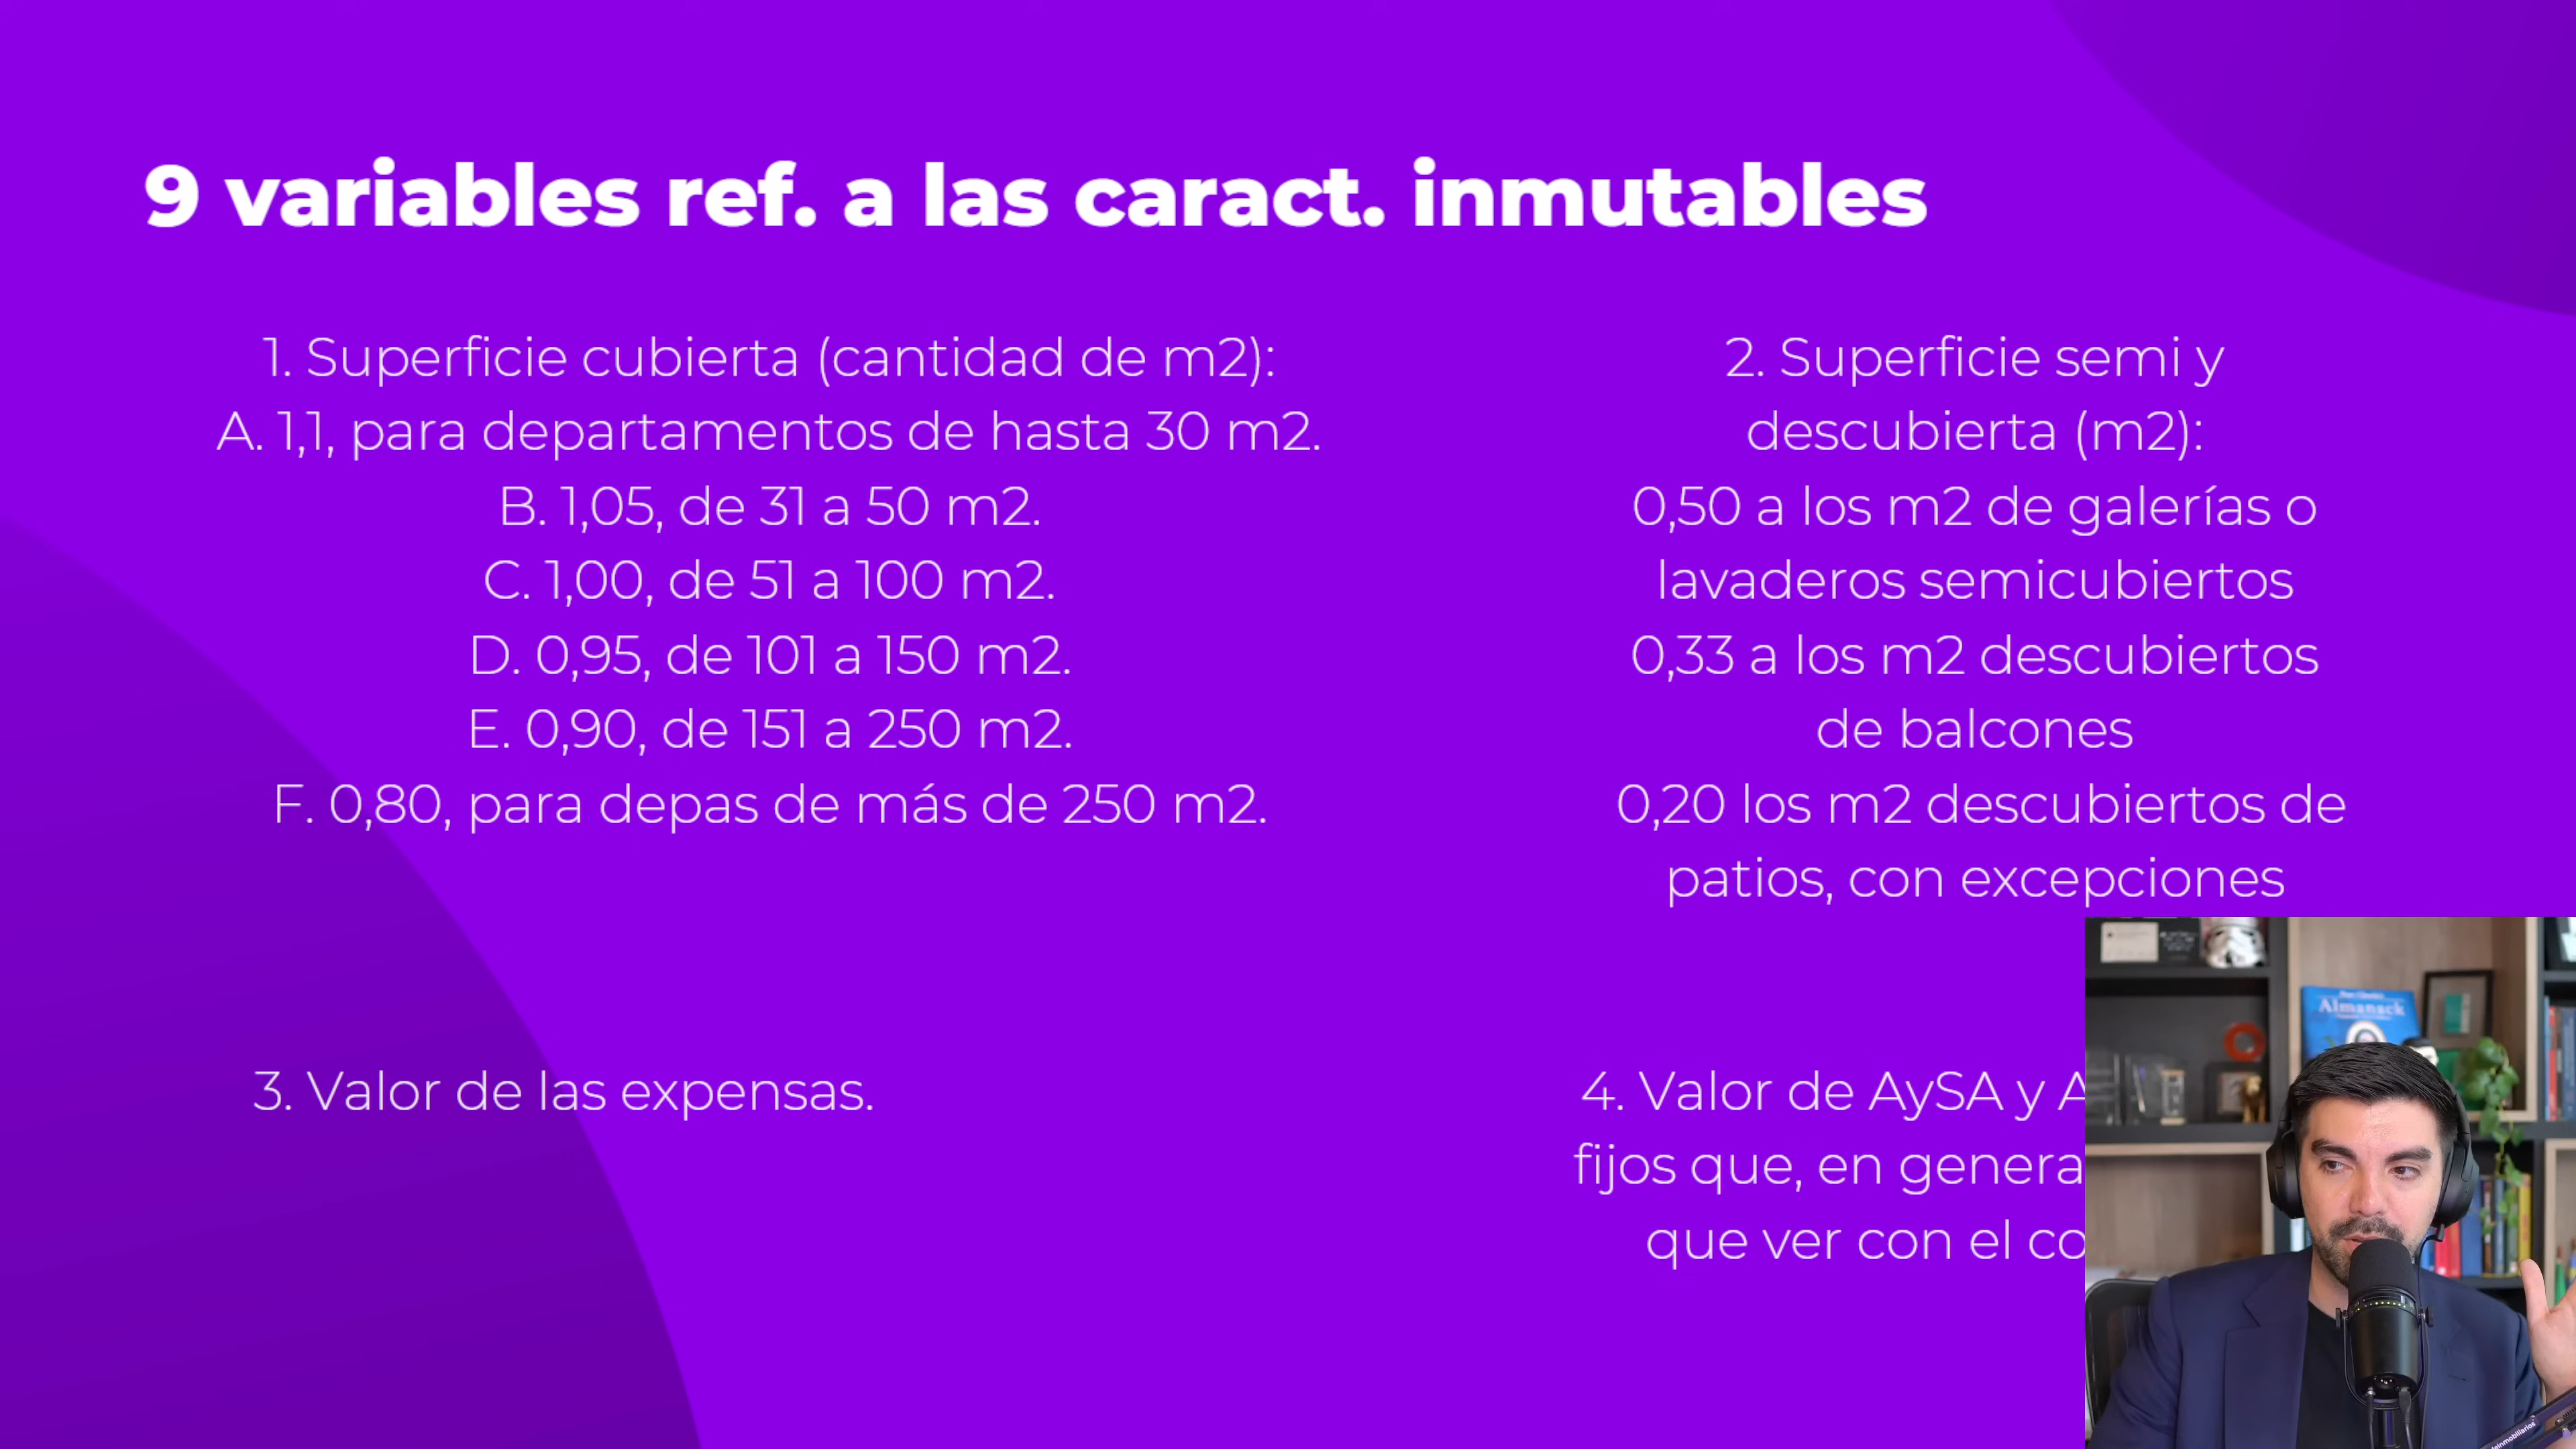 9 variables ref. a las caract. inmutables
1. Superficie cubierta (cantidad de m2):
A. 1,1, para departamentos de hasta 30 m2.
B. 1,05, de 31 a 50 m2.
C. 1,00, de 51 a 100 m2.
D. 0,95, de 101 a 150 m2.
E. 0,90, de 151 a 250 m2.
F. 0,80, para depas de más de 250 m2.
2. Superficie semi y
descubierta (m2):
0,50 a los m2 de galerías o
lavaderos semicubiertos
0,33 a los m2 descubiertos
de balcones
0,20 los m2 descubiertos de
patios, con excepciones
3. Valor de las expensas.
4. Valor de AySA y A
fijos que, en genera
que ver con el co
Almanack